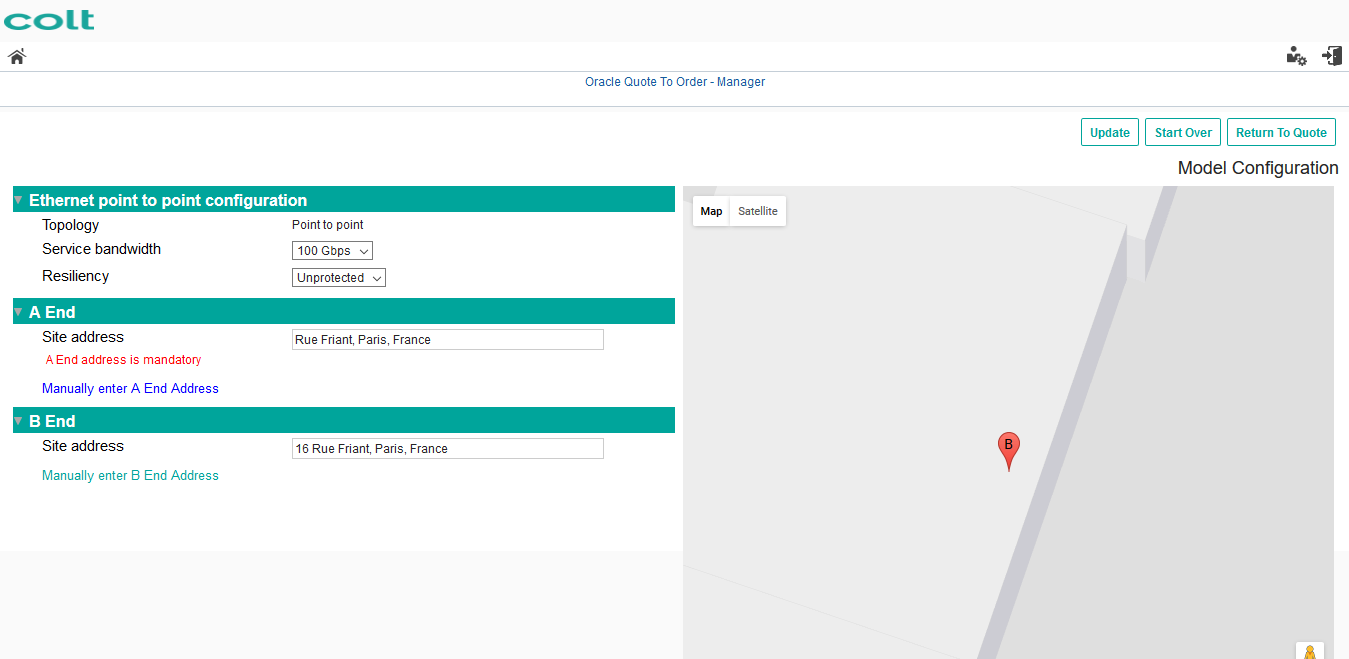 colt
Oracle Quote To Order - Manager
Update Start Over Return To Quote
Model Configuration
Ethernet point to point configuration
Topology Point to point
Service bandwidth 100 Gbps
Resiliency Unprotected
A End
Site address Rue Friant, Paris, France
A End address is mandatory
Manually enter A End Address
B End
Site address 16 Rue Friant, Paris, France
Manually enter B End Address
Map Satellite
B